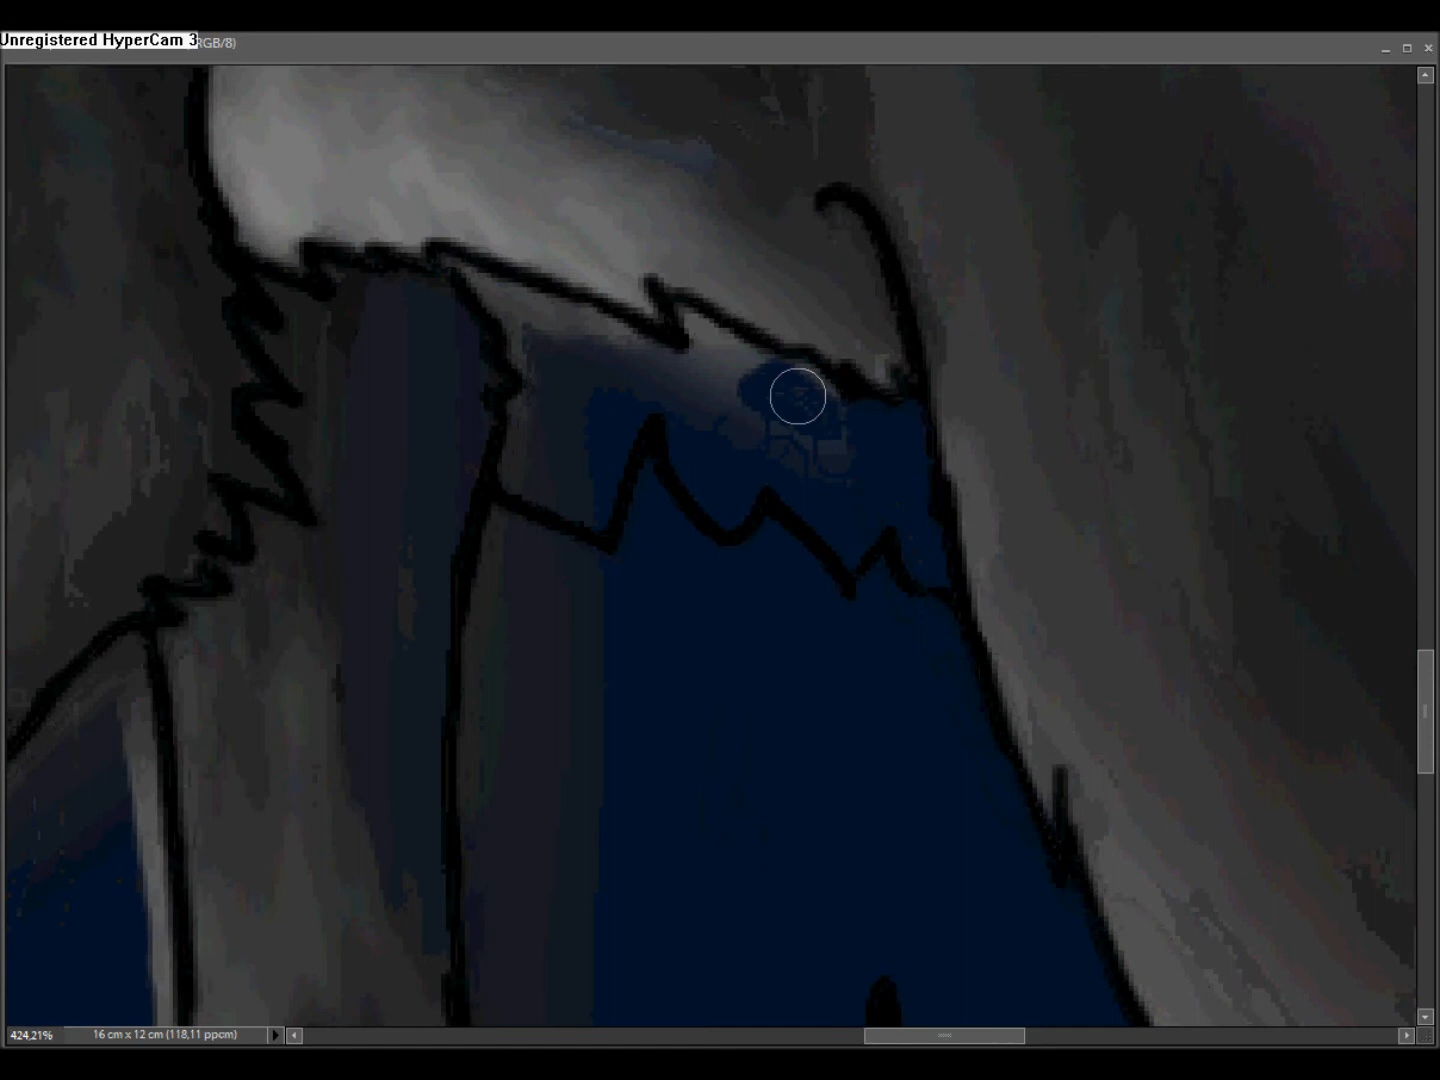 Unregistered HyperCam 3
RGB/8)
424,21%
16 cm x 12 cm (118,11 ppcm)